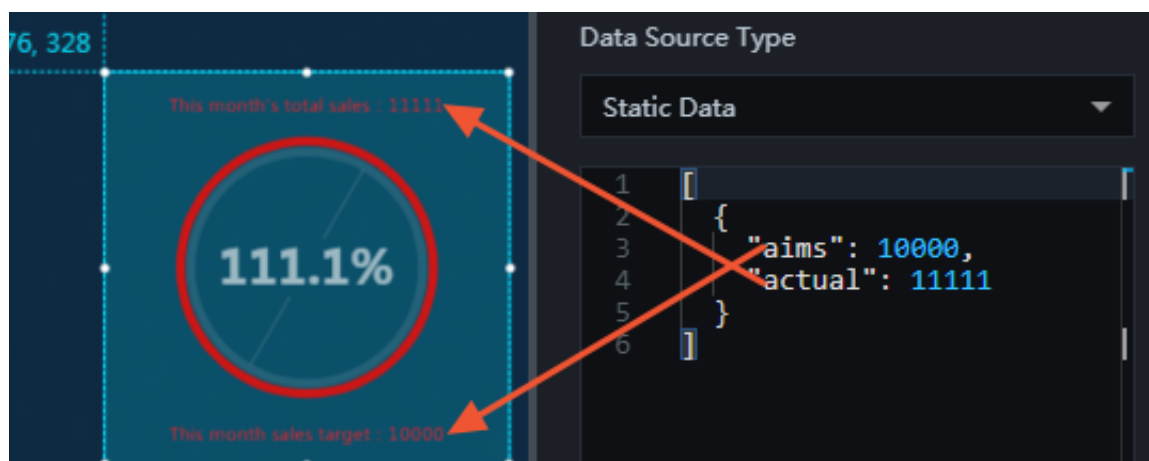 76, 328
This month's total sales : 11111
111.1%
This month sales target : 10000
Data Source Type
Static Data
1 [
2 {
3 "aims": 10000,
4 "actual": 11111
5 }
6 ]